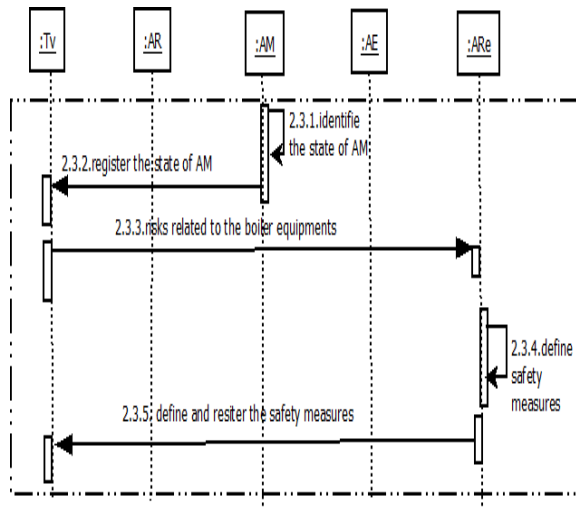 :Tv
:AR
:AM
:AE
:ARe
2.3.1.identifie
the state of AM
2.3.2.register the state of AM
2.3.3.risks related to the boiler equipments
2.3.4.define
safety
measures
2.3.5. define and resiter the safety measures